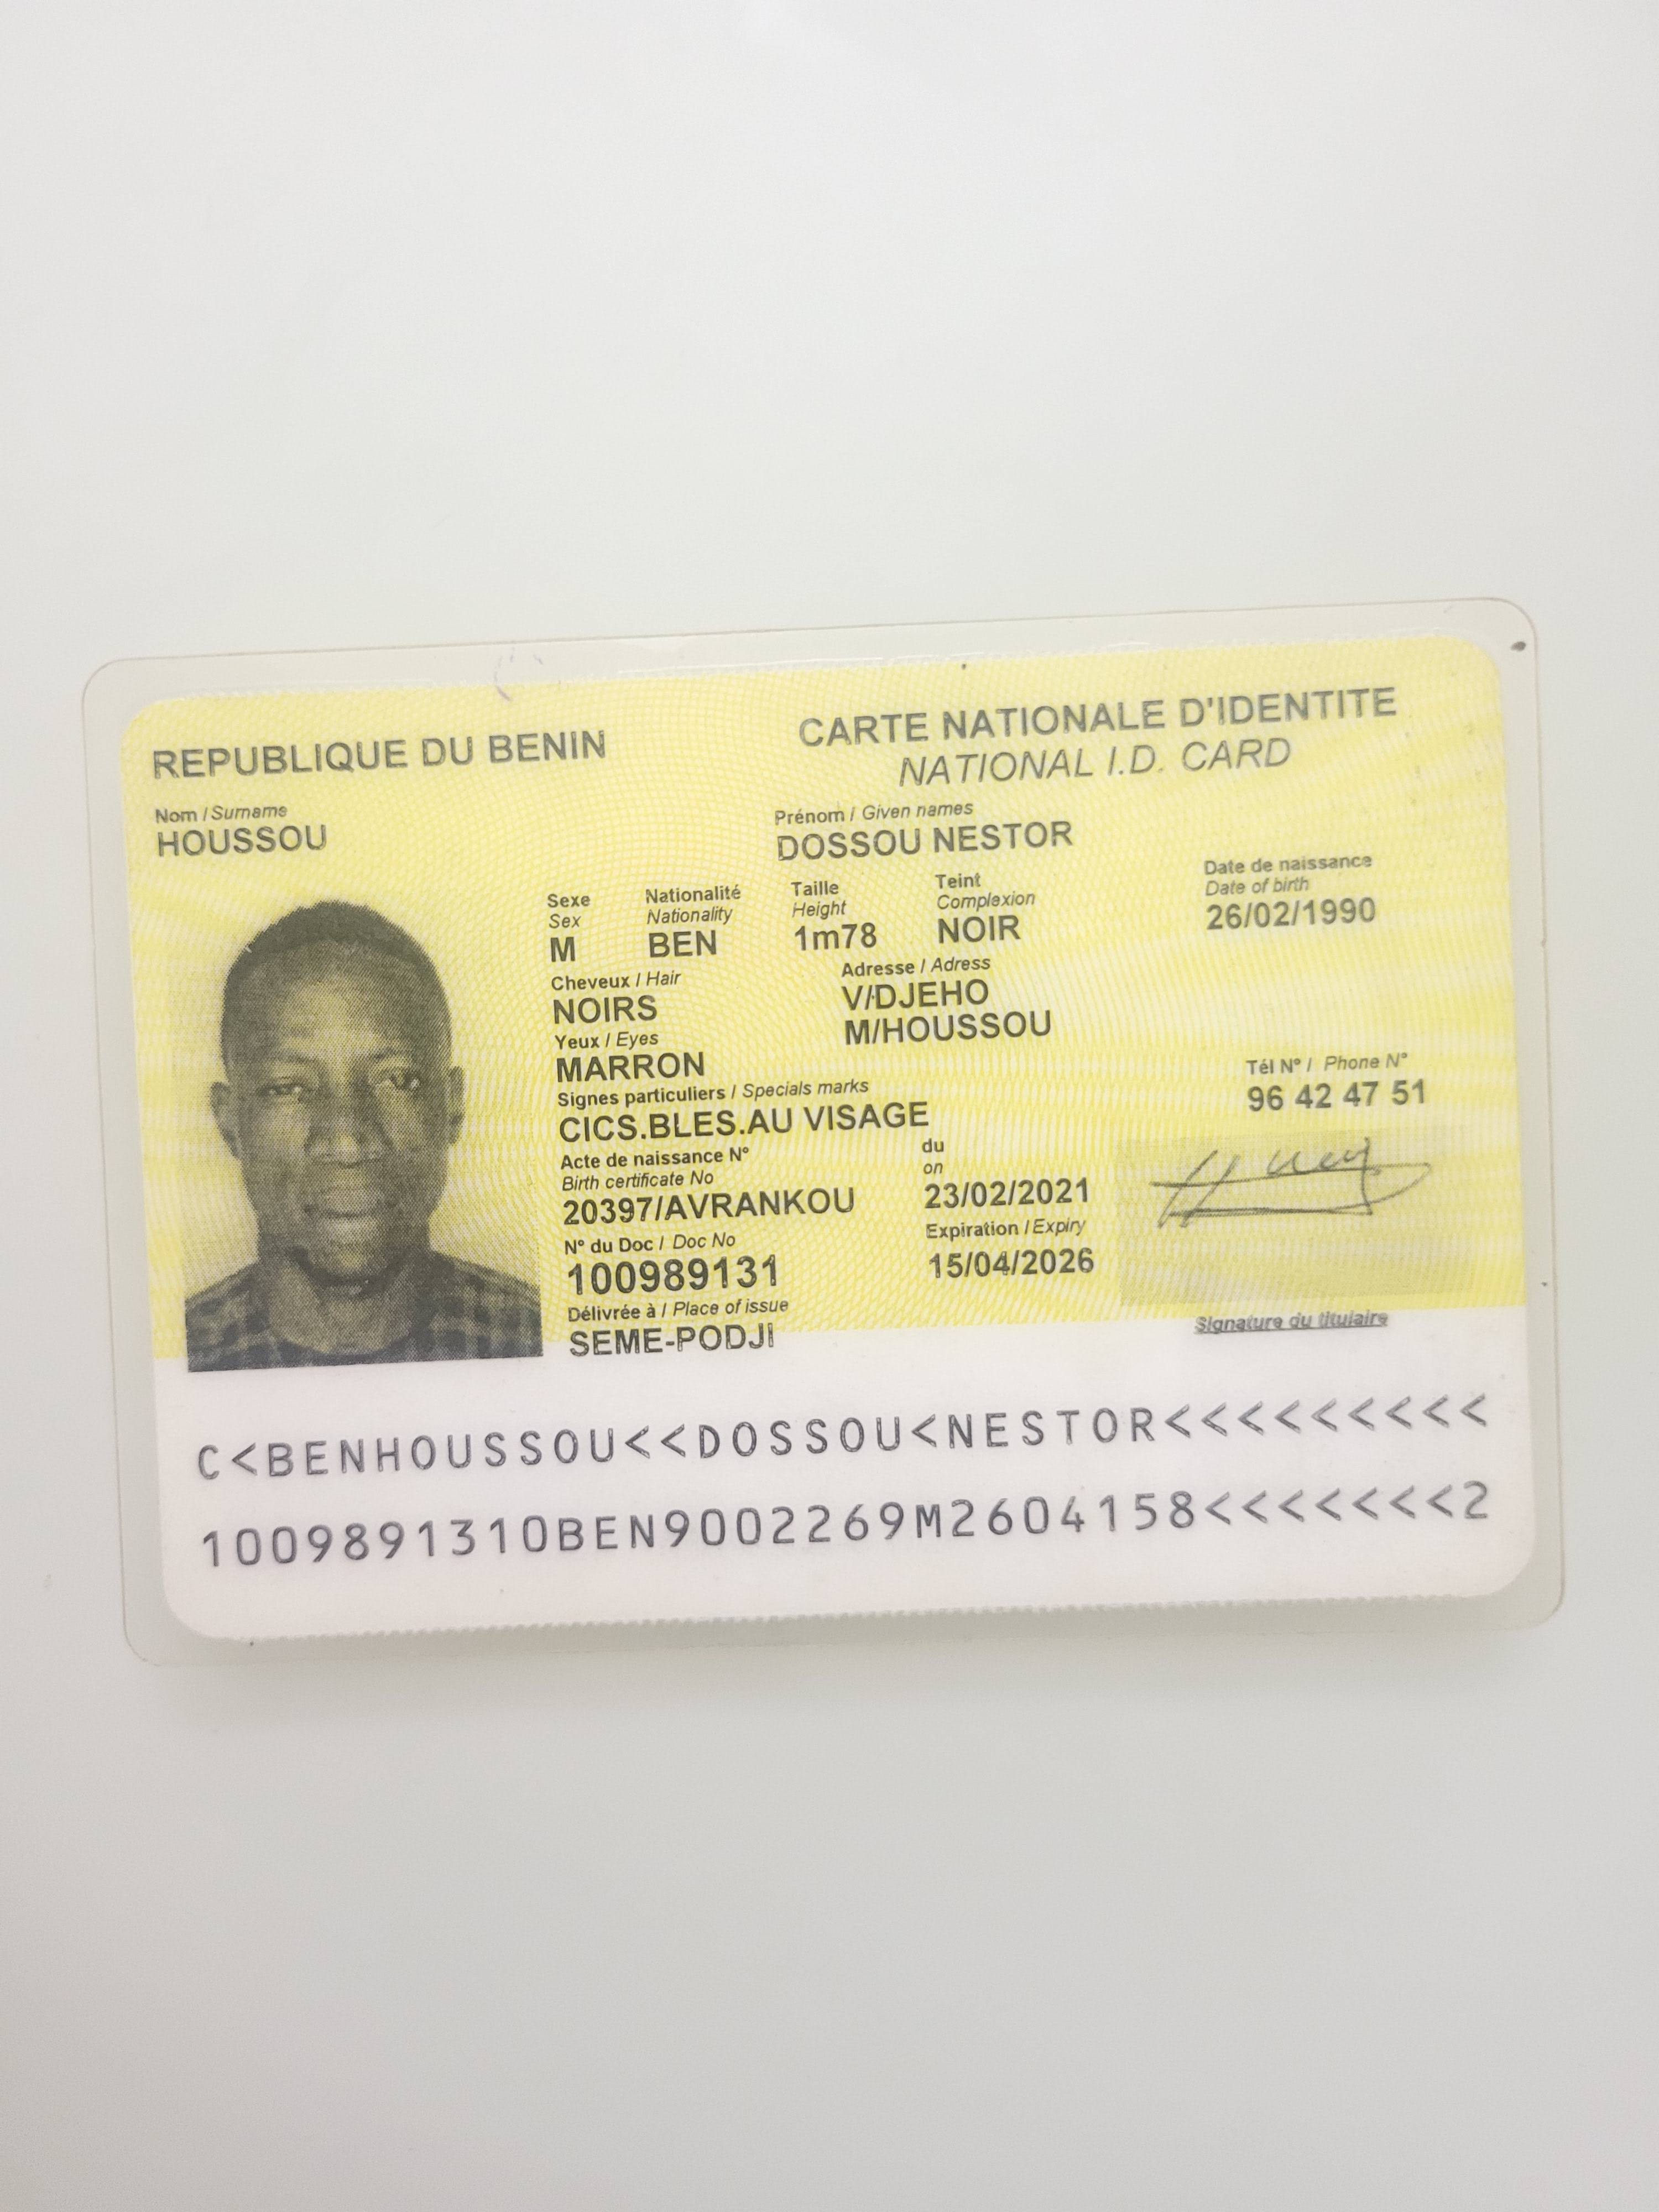 REPUBLIQUE DU BENIN
CARTE NATIONALE D'IDENTITE
NATIONAL I.D. CARD
Nom / Surname
HOUSSOU
Prénom / Given names
DOSSOU NESTOR
Sexe
Sex
M
Nationalité
Nationality
BEN
Taille
Height
1m78
Teint
Complexion
NOIR
Date de naissance
Date of birth
26/02/1990
Cheveux / Hair
NOIRS
Adresse / Adress
V/DJEHO
M/HOUSSOU
Yeux / Eyes
MARRON
Tél N° / Phone N°
96 42 47 51
Signes particuliers / Specials marks
CICS.BLES.AU VISAGE
Acte de naissance N°
Birth certificate No
20397/AVRANKOU
du
on
23/02/2021
N° du Doc / Doc No
100989131
Expiration / Expiry
15/04/2026
Délivrée à / Place of issue
SEME-PODJI
Signature du titulaire
C<BENHOUSSOU<<DOSSOU<NESTOR<<<<<<<<<
1009891310BEN9002269M2604158<<<<<<<2